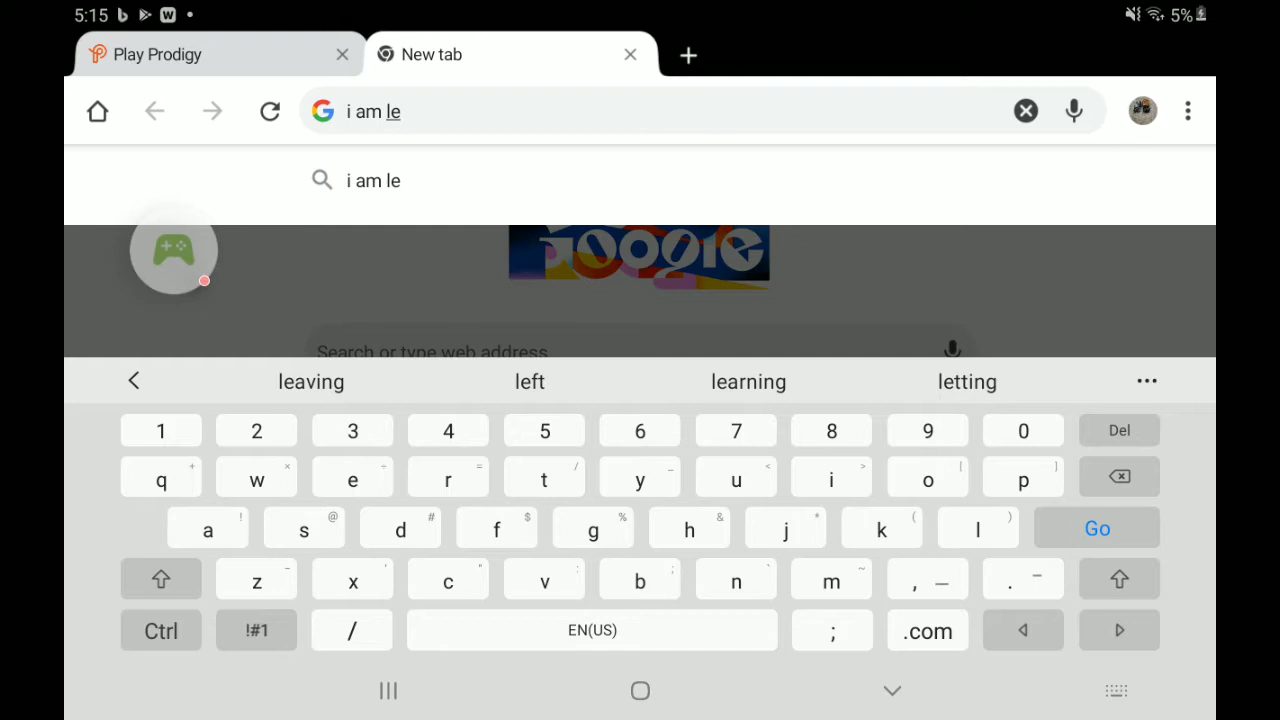 5:15 5%
Play Prodigy New tab
i am le
i am le
Google
Search or type web address
leaving left learning letting
1 2 3 4 5 6 7 8 9 0 Del
q + w × e ÷ r = t / y _ u < i > o [ p ]
a ! s @ d # f $ g % h & j * k ( l ) Go
z - x ' c " v : b ; n ` m ~ , _ . ¯
Ctrl !#1 / EN(US) ; .com